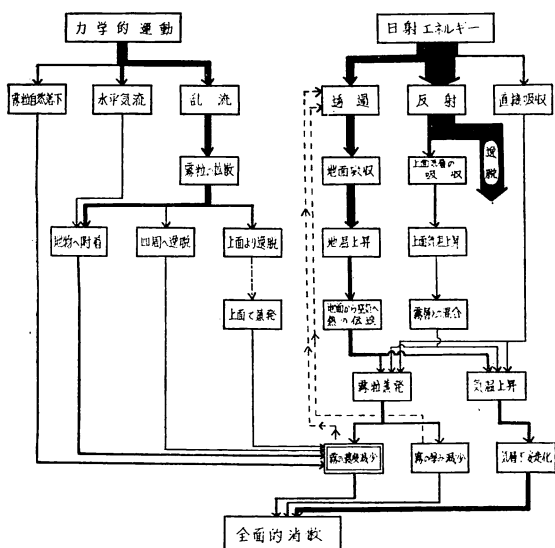 力学的運動
日射エネルギー
霧粒自然落下
水平気流
乱流
透過
反射
直接吸収
霧粒の拡散
地面吸収
上面気層の
吸収
逸脱
地物へ附着
四周へ逸脱
上面より逸脱
地温上昇
上面気温上昇
上面で蒸発
地面から空気へ
熱の伝達
霧層との混合
霧粒蒸発
気温上昇
霧の濃度減少
霧の厚み減少
気層不安定化
全面的消散